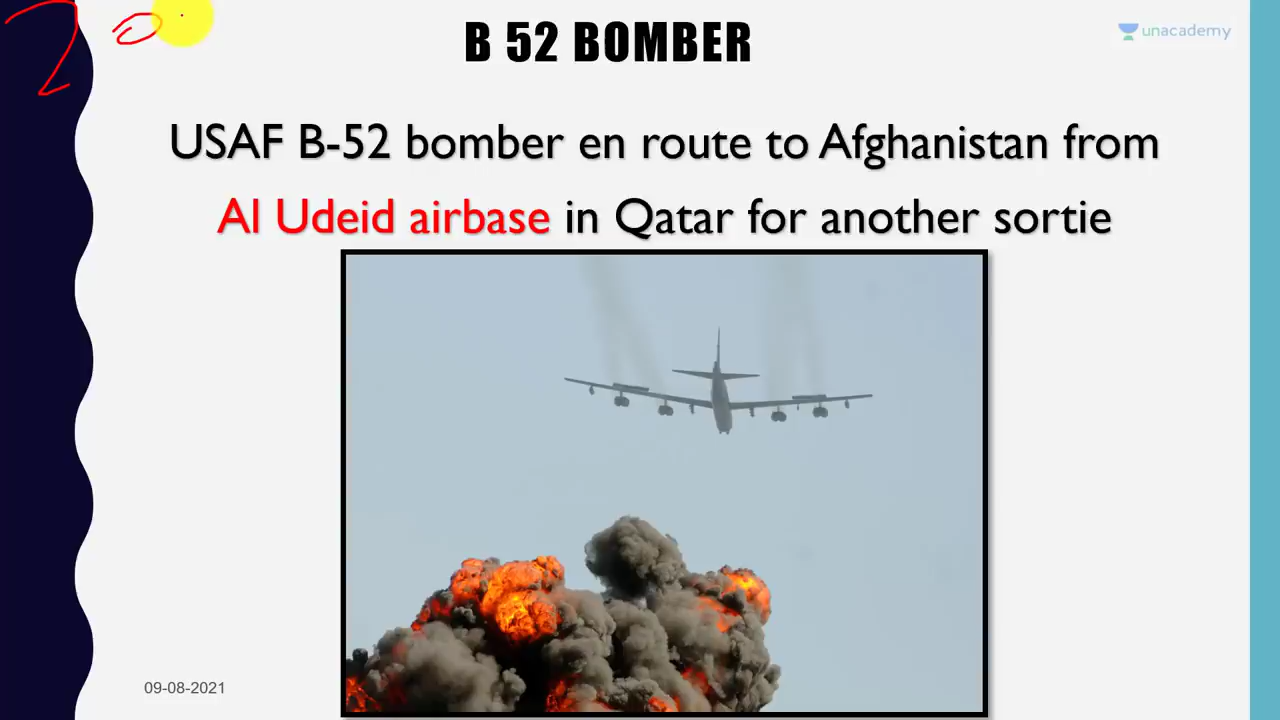 B 52 BOMBER
unacademy
USAF B-52 bomber en route to Afghanistan from
Al Udeid airbase in Qatar for another sortie
09-08-2021